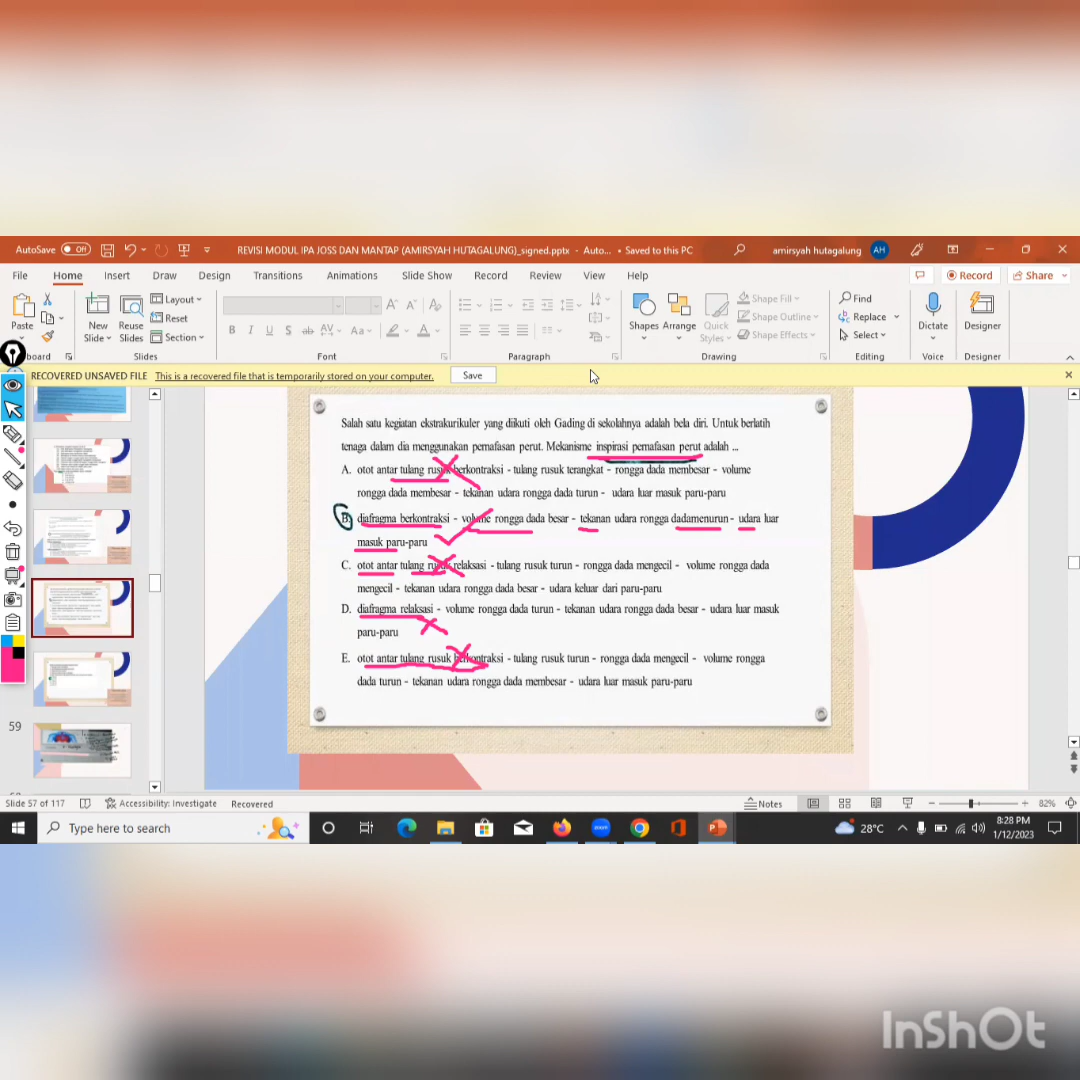 AutoSave Off REVISI MODUL IPA JOSS DAN MANTAP (AMIRSYAH HUTAGALUNG)_signed.pptx - Auto... • Saved to this PC amirsyah hutagalung AH
File Home Insert Draw Design Transitions Animations Slide Show Record Review View Help Record Share
Paste New Slide Reuse Slides Layout Reset Section Shapes Arrange Quick Styles Shape Fill Shape Outline Shape Effects Find Replace Select Dictate Designer
board Slides Font Paragraph Drawing Editing Voice Designer
RECOVERED UNSAVED FILE This is a recovered file that is temporarily stored on your computer. Save
Salah satu kegiatan ekstrakurikuler yang diikuti oleh Gading di sekolahnya adalah bela diri. Untuk berlatih
tenaga dalam dia menggunakan pernafasan perut. Mekanisme inspirasi pernafasan perut adalah ...
A. otot antar tulang rusuk berkontraksi - tulang rusuk terangkat - rongga dada membesar - volume
rongga dada membesar - tekanan udara rongga dada turun - udara luar masuk paru-paru
B. diafragma berkontraksi - volume rongga dada besar - tekanan udara rongga dadamenurun - udara luar
masuk paru-paru
C. otot antar tulang rusuk relaksasi - tulang rusuk turun - rongga dada mengecil - volume rongga dada
mengecil - tekanan udara rongga dada besar - udara keluar dari paru-paru
D. diafragma relaksasi - volume rongga dada turun - tekanan udara rongga dada besar - udara luar masuk
paru-paru
E. otot antar tulang rusuk berkontraksi - tulang rusuk turun - rongga dada mengecil - volume rongga
dada turun - tekanan udara rongga dada membesar - udara luar masuk paru-paru
59
Slide 57 of 117 Accessibility: Investigate Recovered Notes 82%
Type here to search 28°C 8:28 PM
1/12/2023
InShOt